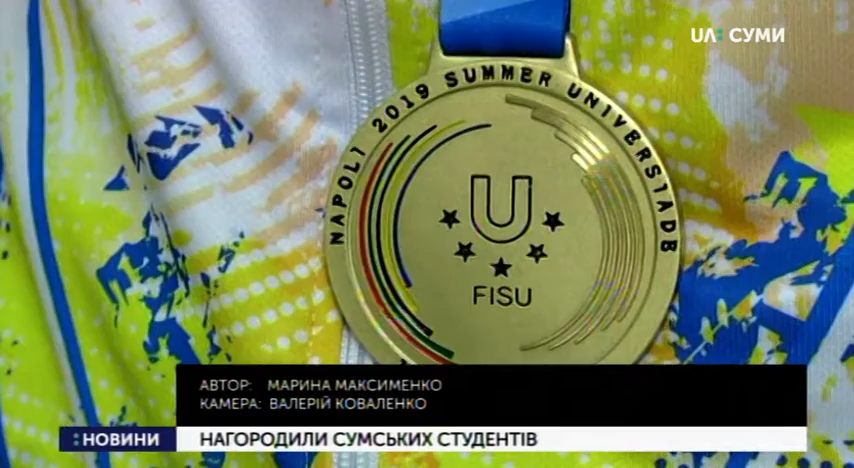 UA: СУМИ
NAPOLI 2019 SUMMER UNIVERSIADE
U
FISU
АВТОР: МАРИНА МАКСИМЕНКО
КАМЕРА: ВАЛЕРІЙ КОВАЛЕНКО
:НОВИНИ НАГОРОДИЛИ СУМСЬКИХ СТУДЕНТІВ